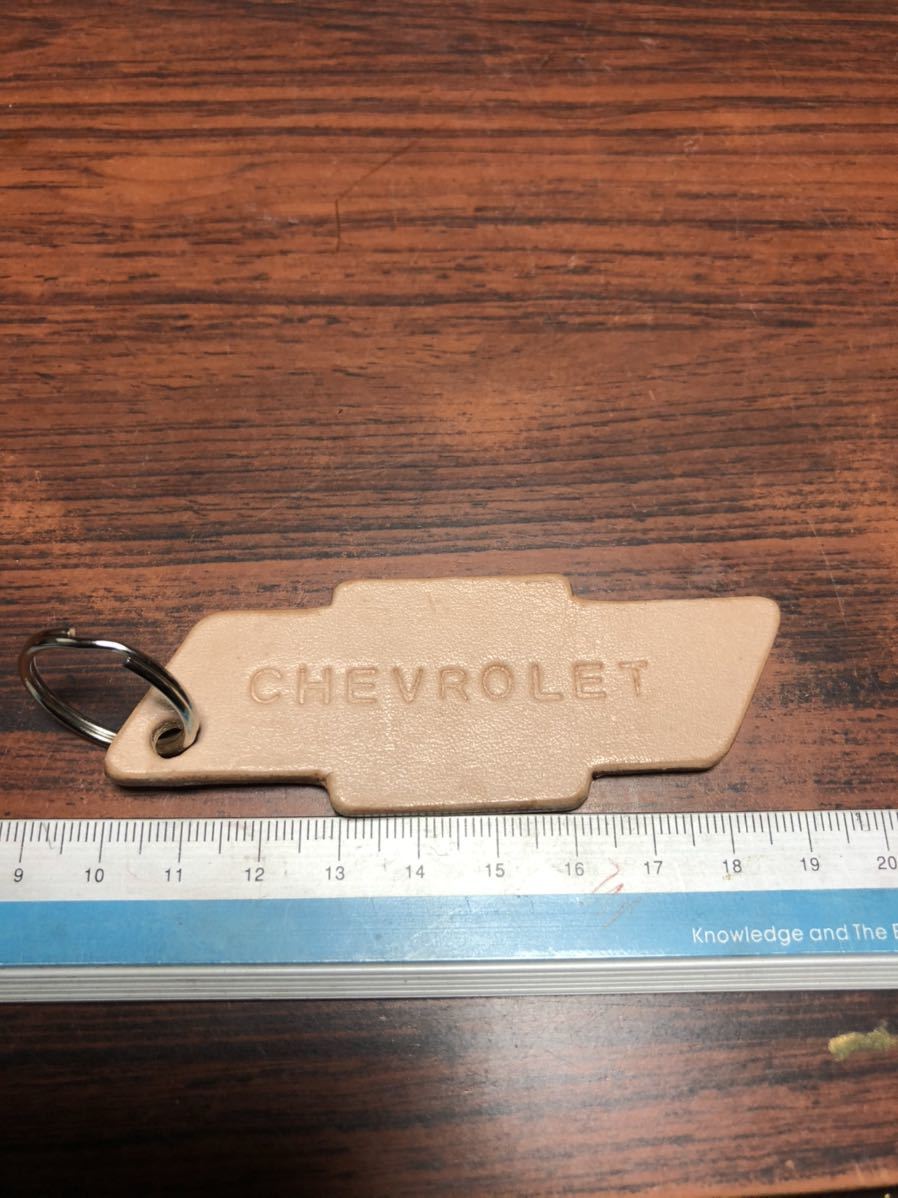 CHEVROLET
9 10 11 12 13 14 15 16 17 18 19 20
Knowledge and The